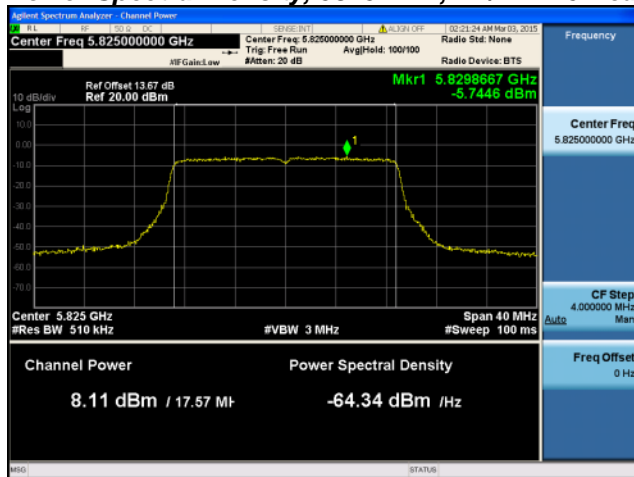 Agilent Spectrum Analyzer - Channel Power
RL RF 50 Ω DC SENSE:INT ALIGN OFF 02:21:24 AM Mar 03, 2015
Center Freq 5.825000000 GHz
Center Freq: 5.825000000 GHz
Radio Std: None
Trig: Free Run Avg|Hold: 100/100
#IFGain:Low #Atten: 20 dB Radio Device: BTS
Frequency
Mkr1 5.8298667 GHz
-5.7446 dBm
Ref Offset 13.67 dB
10 dB/div Ref 20.00 dBm
Log
10.0
0.00
-10.0
-20.0
-30.0
-40.0
-50.0
-60.0
-70.0
1
Center 5.825 GHz Span 40 MHz
#Res BW 510 kHz #VBW 3 MHz #Sweep 100 ms
Channel Power Power Spectral Density
8.11 dBm / 17.57 MH -64.34 dBm /Hz
Center Freq
5.825000000 GHz
CF Step
4.000000 MHz
Auto Man
Freq Offset
0 Hz
MSG STATUS